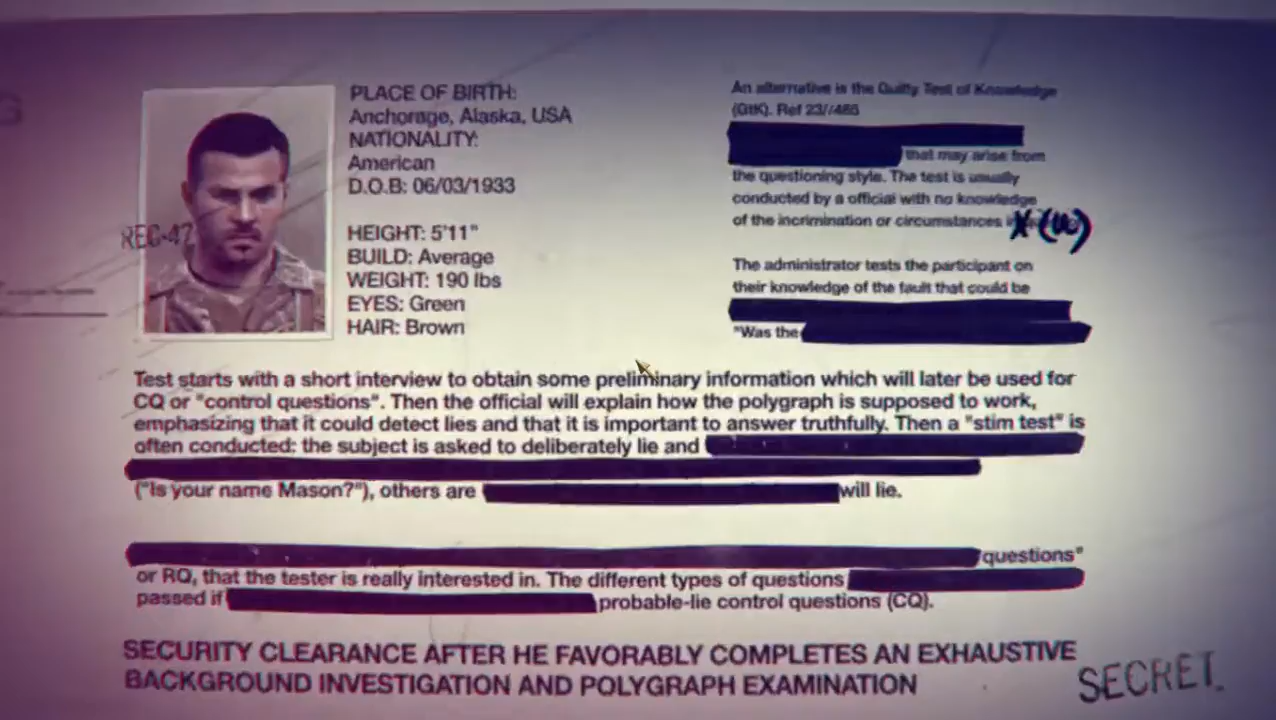 PLACE OF BIRTH:
Anchorage, Alaska, USA
NATIONALITY:
American
D.O.B: 06/03/1933
HEIGHT: 5'11"
BUILD: Average
WEIGHT: 190 lbs
EYES: Green
HAIR: Brown
REC-47
An alternative is the Guilty Test of Knowledge
(GtK). Ref 23//465
that may arise from
the questioning style. The test is usually
conducted by a official with no knowledge
of the incrimination or circumstances
The administrator tests the participant on
their knowledge of the fault that could be
"Was the
Test starts with a short interview to obtain some preliminary information which will later be used for
CQ or "control questions". Then the official will explain how the polygraph is supposed to work,
emphasizing that it could detect lies and that it is important to answer truthfully. Then a "stim test" is
often conducted: the subject is asked to deliberately lie and
("Is your name Mason?"), others are will lie.
questions"
or RQ, that the tester is really interested in. The different types of questions
passed if probable-lie control questions (CQ).
SECURITY CLEARANCE AFTER HE FAVORABLY COMPLETES AN EXHAUSTIVE
BACKGROUND INVESTIGATION AND POLYGRAPH EXAMINATION
SECRET